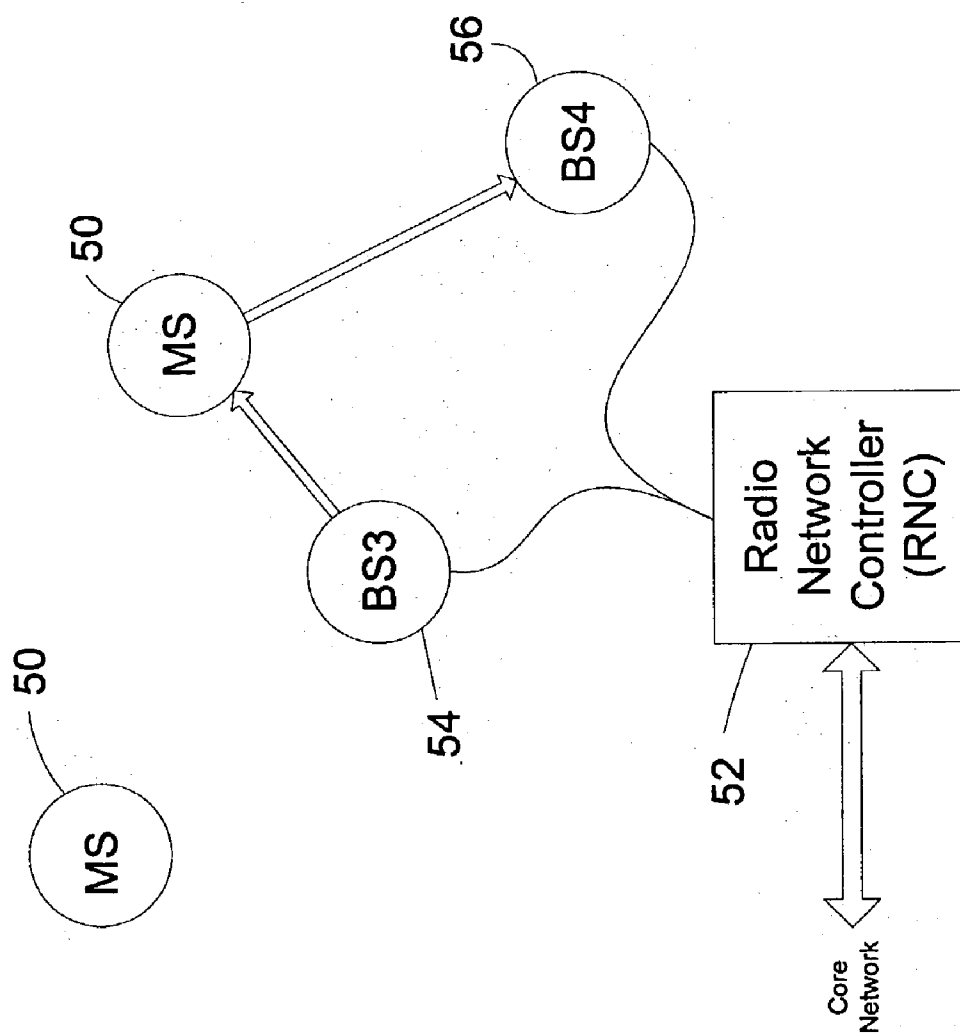 50
50
MS
MS
BS3
54
56
BS4
52
Radio
Network
Controller
(RNC)
Core
Network